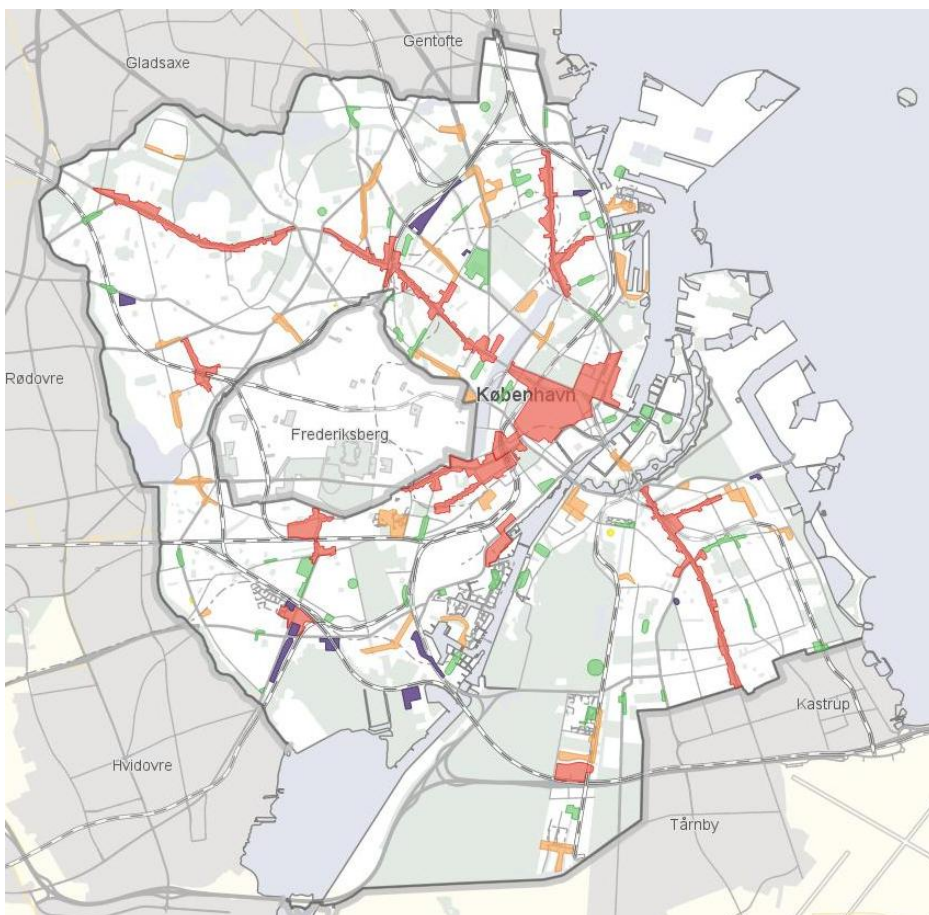 Gentofte
Gladsaxe
Rødovre
København
Frederiksberg
Kastrup
Hvidovre
Tårnby